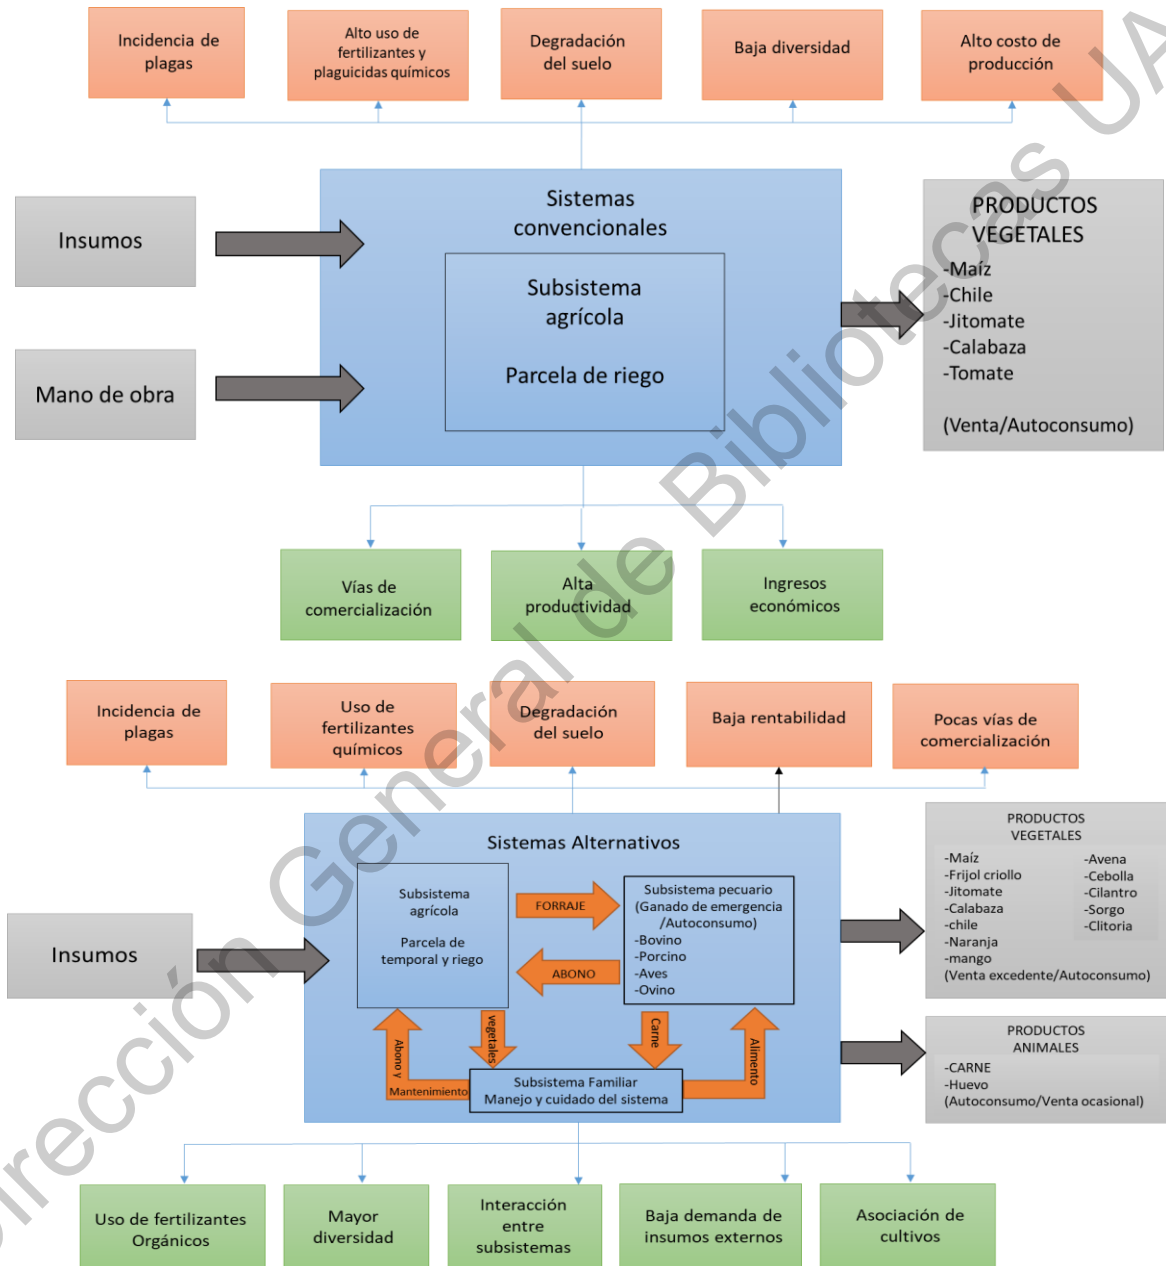 Incidencia de
plagas
Alto uso de
fertilizantes y
plaguicidas químicos
Degradación
del suelo
Baja diversidad
Alto costo de
producción
Insumos
Mano de obra
Sistemas
convencionales
Subsistema
agrícola
Parcela de riego
PRODUCTOS
VEGETALES
-Maíz
-Chile
-Jitomate
-Calabaza
-Tomate
(Venta/Autoconsumo)
Vías de
comercialización
Alta
productividad
Ingresos
económicos
Incidencia de
plagas
Uso de
fertilizantes
químicos
Degradación
del suelo
Baja rentabilidad
Pocas vías de
comercialización
Insumos
Sistemas Alternativos
Subsistema
agrícola
Parcela de
temporal y riego
FORRAJE
ABONO
Subsistema pecuario
(Ganado de emergencia
/Autoconsumo)
-Bovino
-Porcino
-Aves
-Ovino
Abono y
Mantenimiento
vegetales
Carne
Alimento
Subsistema Familiar
Manejo y cuidado del sistema
PRODUCTOS
VEGETALES
-Maíz
-Frijol criollo
-Jitomate
-Calabaza
-chile
-Naranja
-mango
-Avena
-Cebolla
-Cilantro
-Sorgo
-Clitoria
(Venta excedente/Autoconsumo)
PRODUCTOS
ANIMALES
-CARNE
-Huevo
(Autoconsumo/Venta ocasional)
Uso de fertilizantes
Orgánicos
Mayor
diversidad
Interacción
entre
subsistemas
Baja demanda de
insumos externos
Asociación de
cultivos
Dirección General de Bibliotecas UA